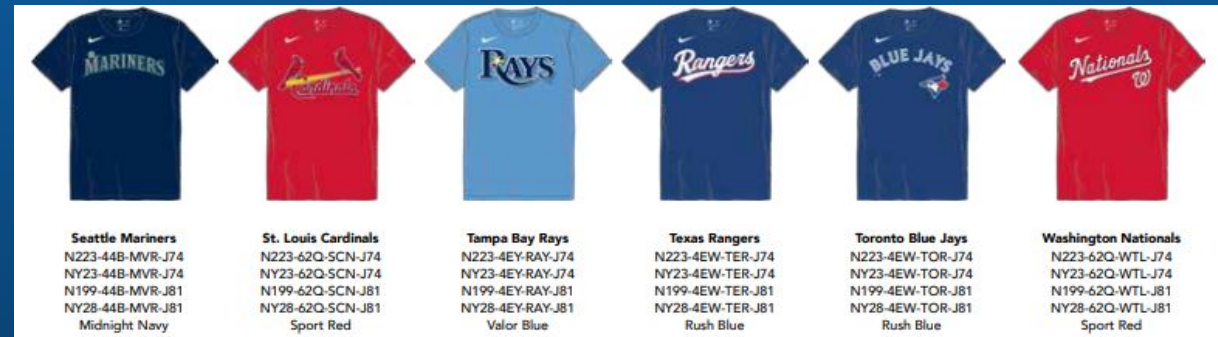 MARINERS
Cardinals
RAYS
Rangers
BLUE JAYS
Nationals
W
Seattle Mariners
N223-44B-MVR-J74
NY23-44B-MVR-J74
N199-44B-MVR-J81
NY28-44B-MVR-J81
Midnight Navy
St. Louis Cardinals
N223-62Q-SCN-J74
NY23-62Q-SCN-J74
N199-62Q-SCN-J81
NY28-62Q-SCN-J81
Sport Red
Tampa Bay Rays
N223-4EY-RAY-J74
NY23-4EY-RAY-J74
N199-4EY-RAY-J81
NY28-4EY-RAY-J81
Valor Blue
Texas Rangers
N223-4EW-TER-J74
NY23-4EW-TER-J74
N199-4EW-TER-J81
NY28-4EW-TER-J81
Rush Blue
Toronto Blue Jays
N223-4EW-TOR-J74
NY23-4EW-TOR-J74
N199-4EW-TOR-J81
NY28-4EW-TOR-J81
Rush Blue
Washington Nationals
N223-62Q-WTL-J74
NY23-62Q-WTL-J74
N199-62Q-WTL-J81
NY28-62Q-WTL-J81
Sport Red